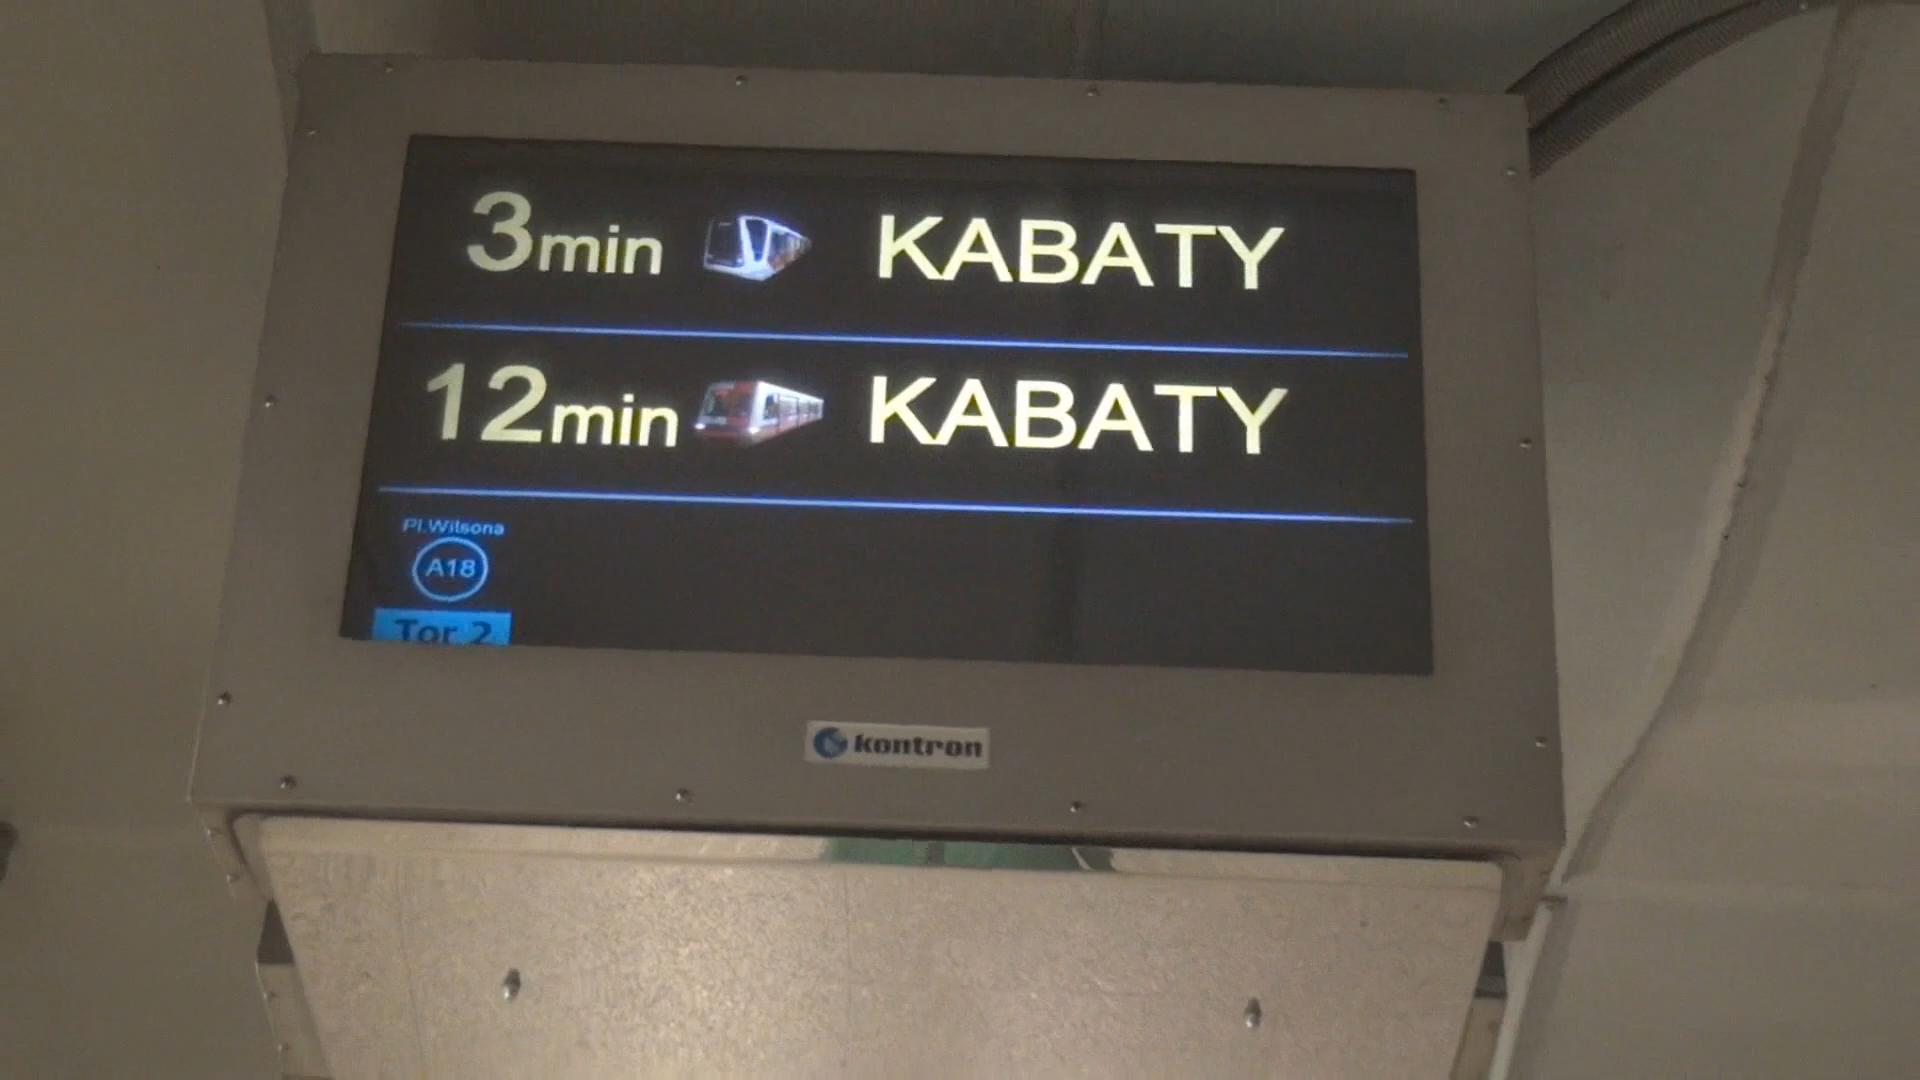 3min KABATY
12min KABATY
Pl.Wilsona
A18
Tor 2
kontron